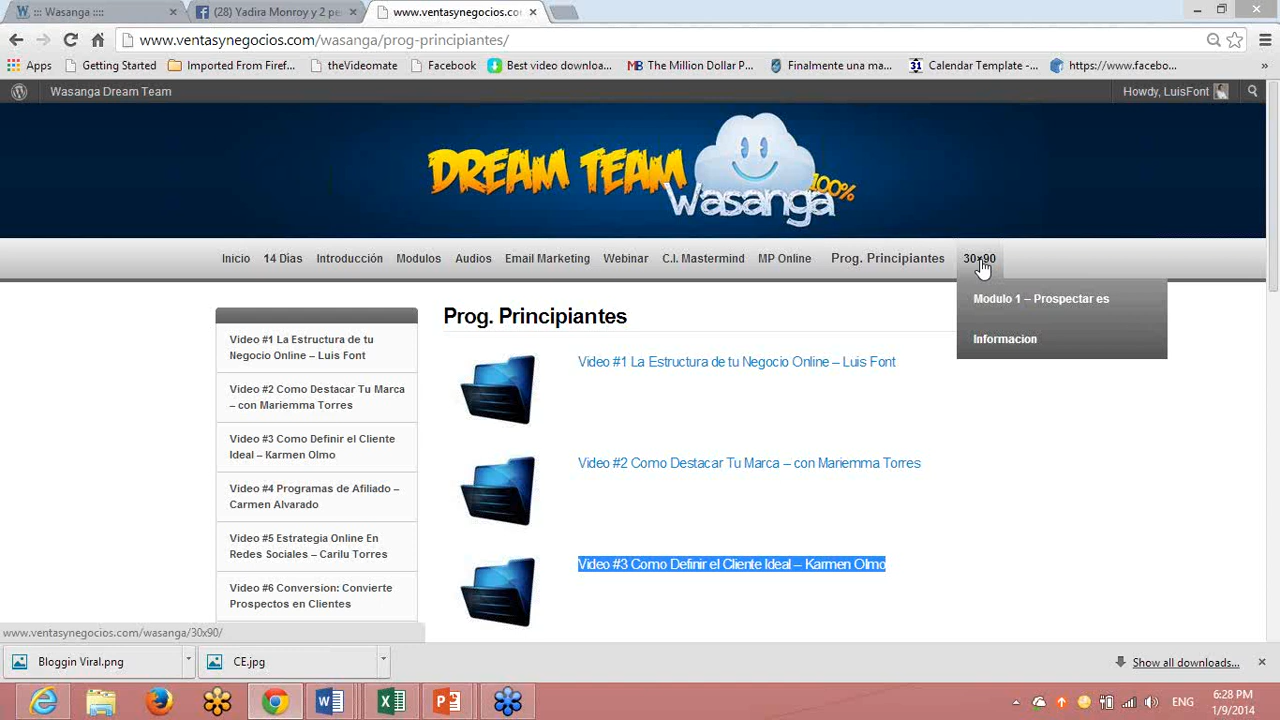 ::: Wasanga ::::
(28) Yadira Monroy y 2 per
www.ventasynegocios.co
www.ventasynegocios.com/wasanga/prog-principiantes/
Apps
Getting Started
Imported From Firef...
theVideomate
Facebook
Best video downloa...
MB The Million Dollar P...
Finalmente una ma...
31 Calendar Template -...
https://www.facebo...
»
Wasanga Dream Team
Howdy, LuisFont
DREAM TEAM
100%
Wasanga
Inicio
14 Días
Introducción
Modulos
Audios
Email Marketing
Webinar
C.I. Mastermind
MP Online
Prog. Principiantes
30x90
Modulo 1 – Prospectar es
Informacion
Video #1 La Estructura de tu
Negocio Online – Luis Font
Video #2 Como Destacar Tu Marca
– con Mariemma Torres
Video #3 Como Definir el Cliente
Ideal – Karmen Olmo
Video #4 Programas de Afiliado –
Carmen Alvarado
Video #5 Estrategia Online En
Redes Sociales – Carilu Torres
Video #6 Conversion: Convierte
Prospectos en Clientes
Prog. Principiantes
Video #1 La Estructura de tu Negocio Online – Luis Font
Video #2 Como Destacar Tu Marca – con Mariemma Torres
Video #3 Como Definir el Cliente Ideal – Karmen Olmo
www.ventasynegocios.com/wasanga/30x90/
Bloggin Viral.png
CE.jpg
Show all downloads...
ENG
6:28 PM
1/9/2014